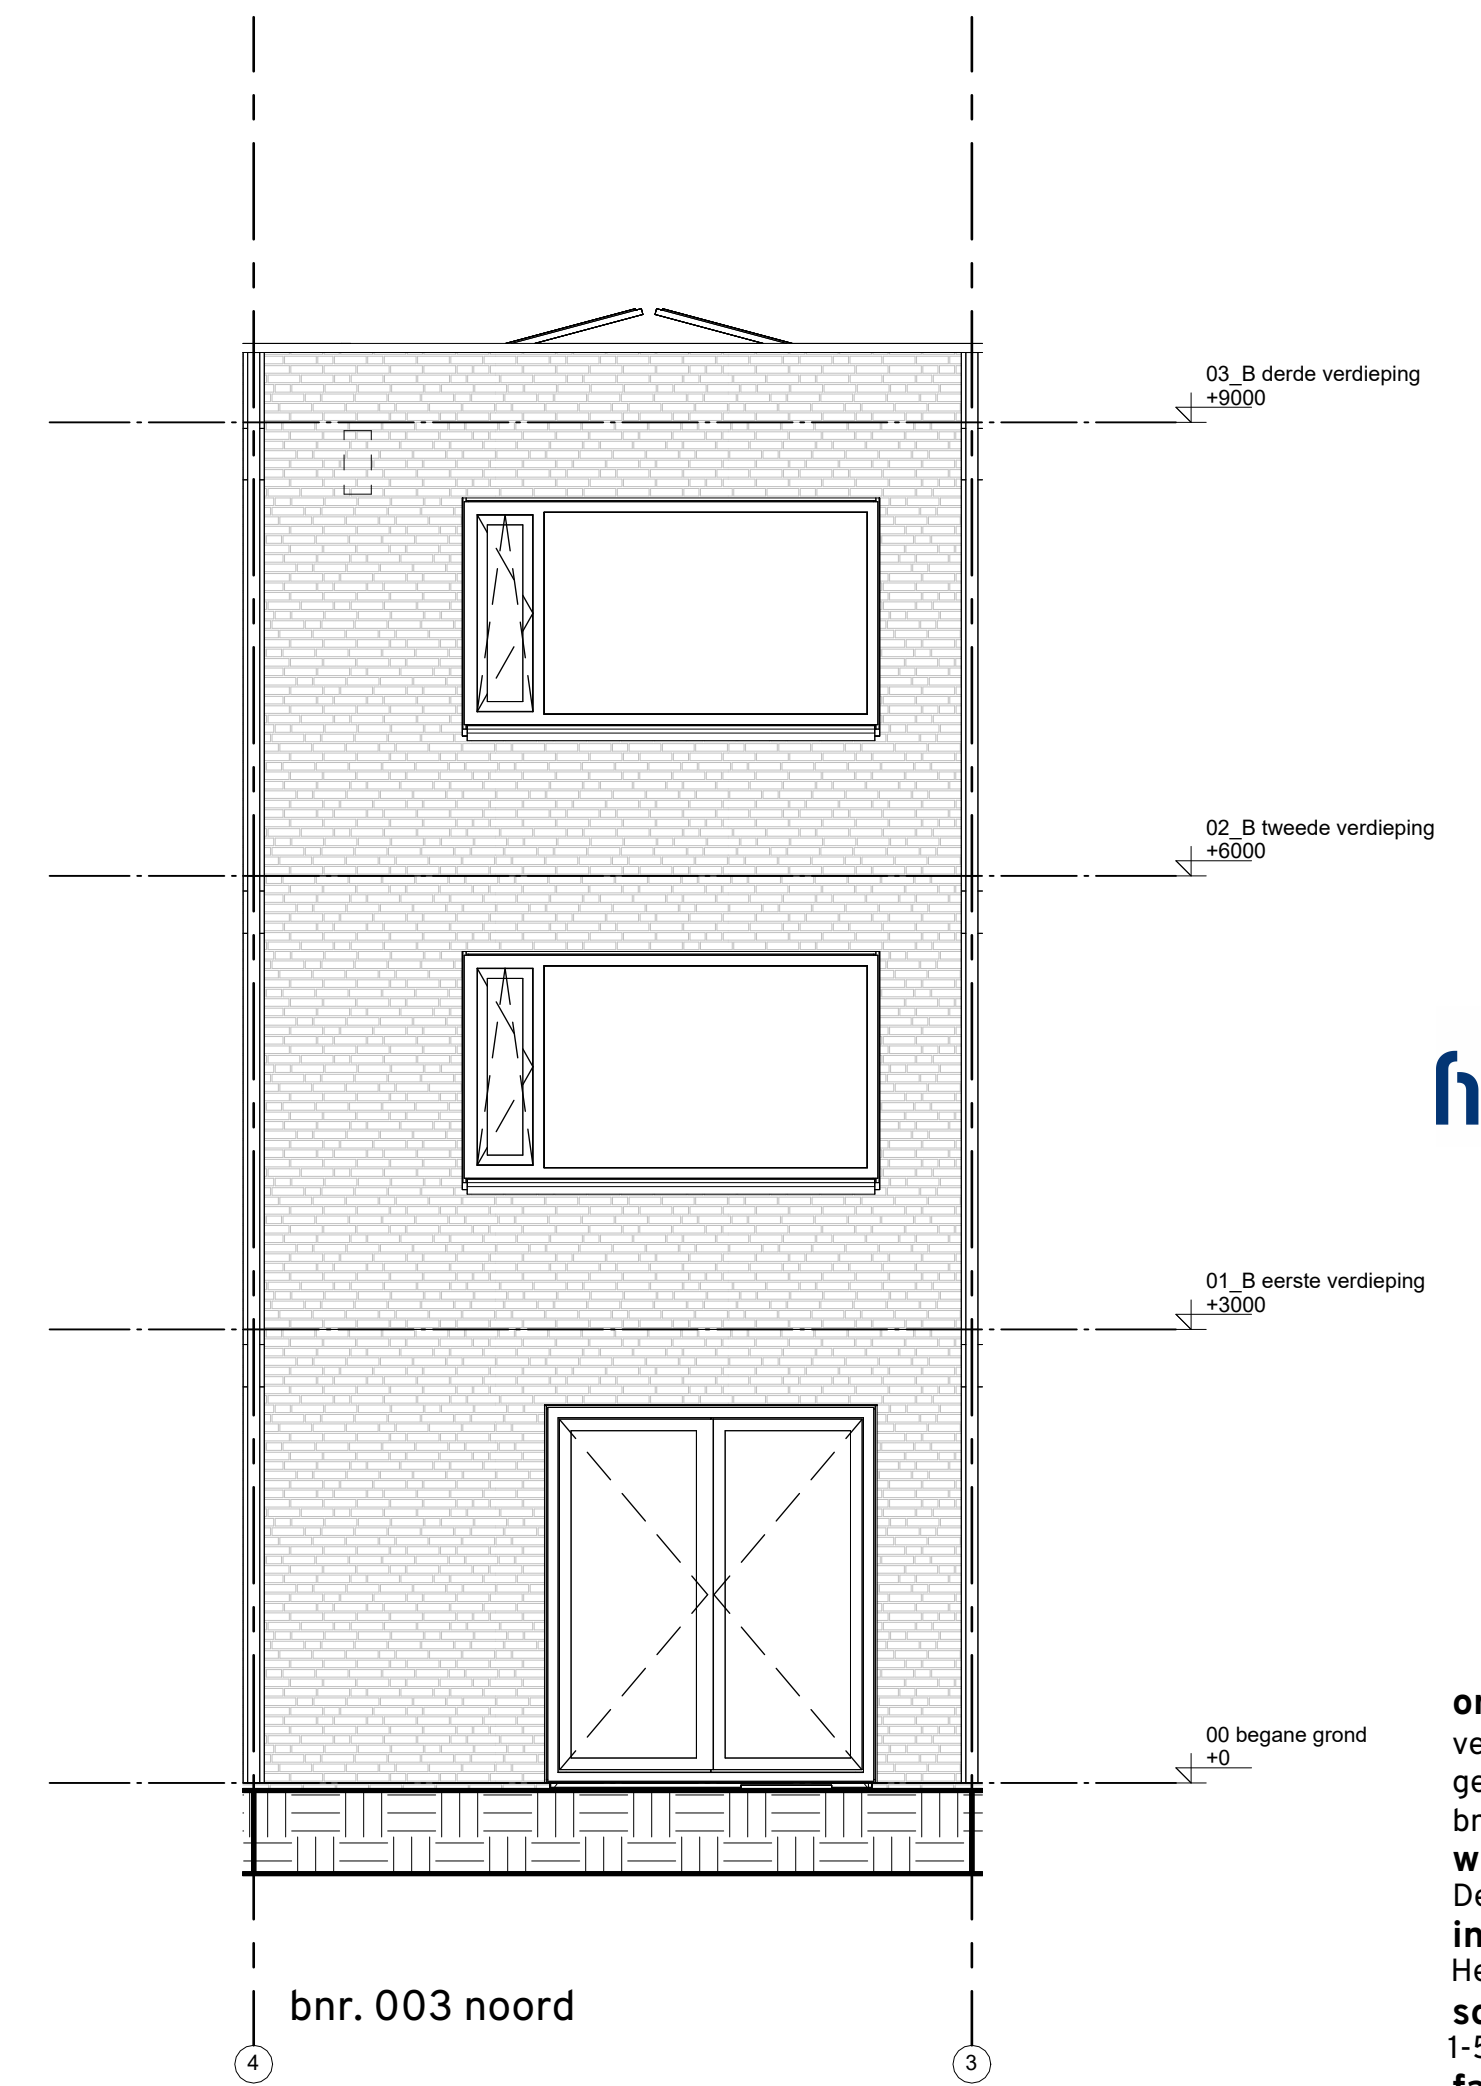 03_B derde verdieping
+9000
02_B tweede verdieping
+6000
01_B eerste verdieping
+3000
00 begane grond
+0
bnr. 003 noord
4
3